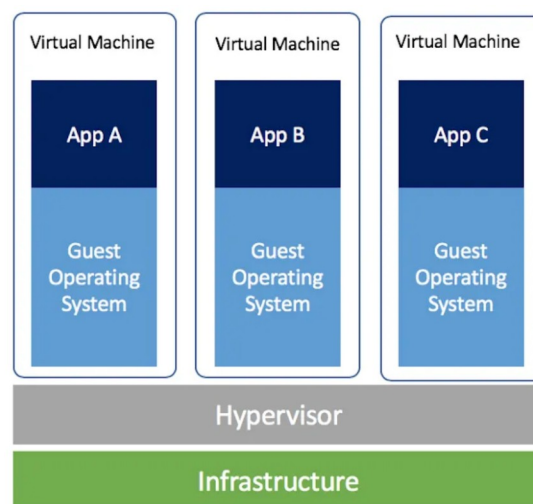 Virtual Machine
Virtual Machine
Virtual Machine
App A
App B
App C
Guest
Operating
System
Guest
Operating
System
Guest
Operating
System
Hypervisor
Infrastructure